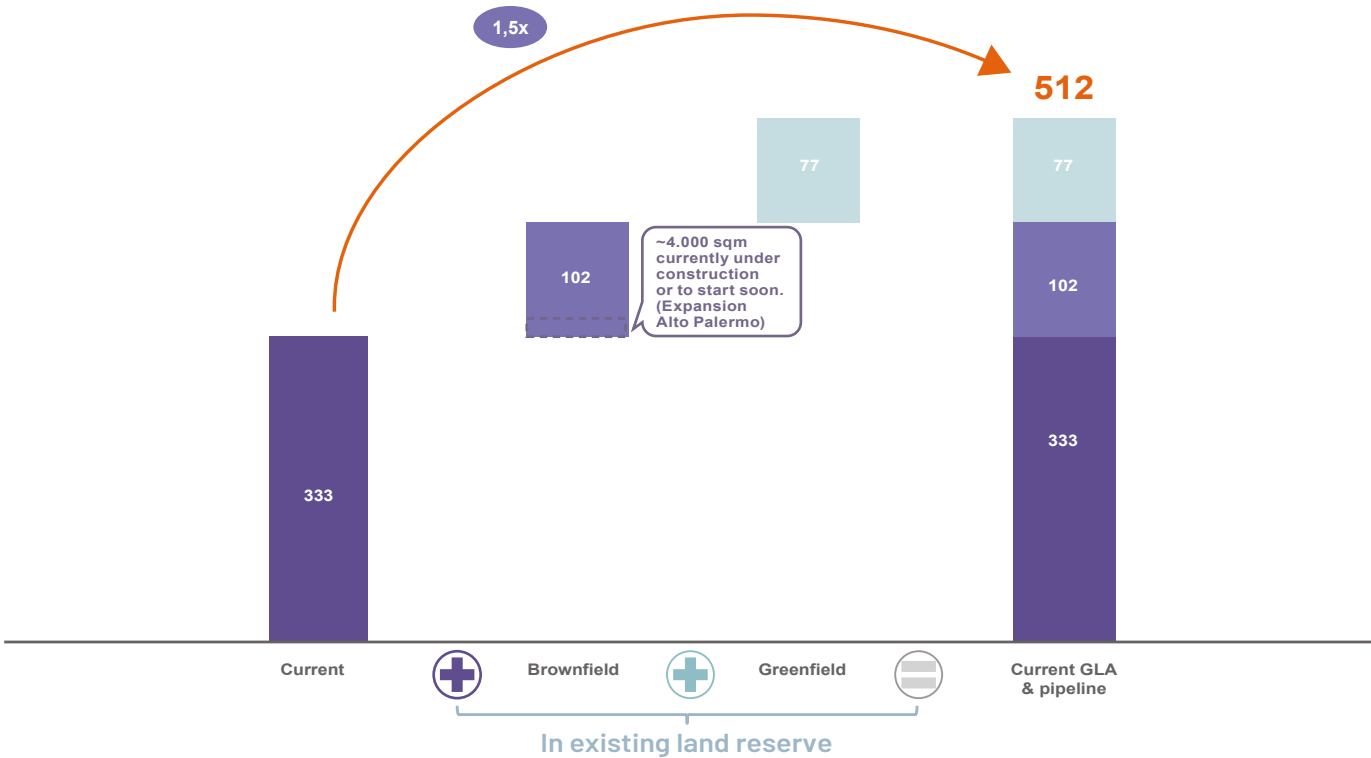 1,5x
512
77
77
~4.000 sqm
currently under
construction
or to start soon.
(Expansion
Alto Palermo)
102
102
333
333
Current
Brownfield
Greenfield
Current GLA
& pipeline
In existing land reserve